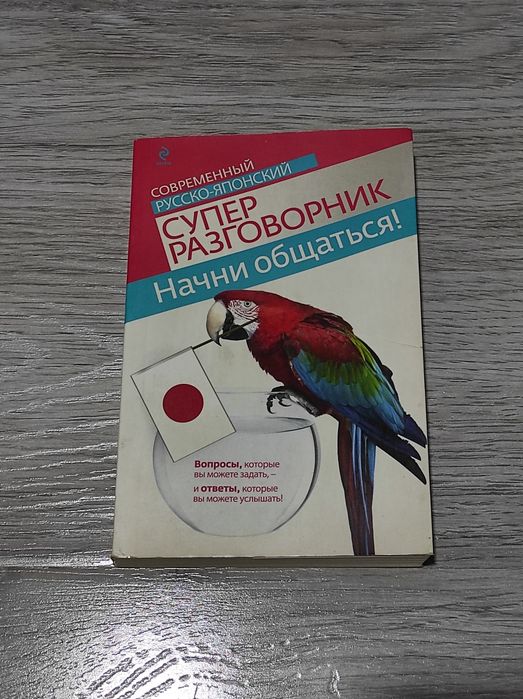 СОВРЕМЕННЫЙ
РУССКО-ЯПОНСКИЙ
СУПЕР
РАЗГОВОРНИК
Начни общаться!
Вопросы, которые
вы можете задать, –
и ответы, которые
вы можете услышать!